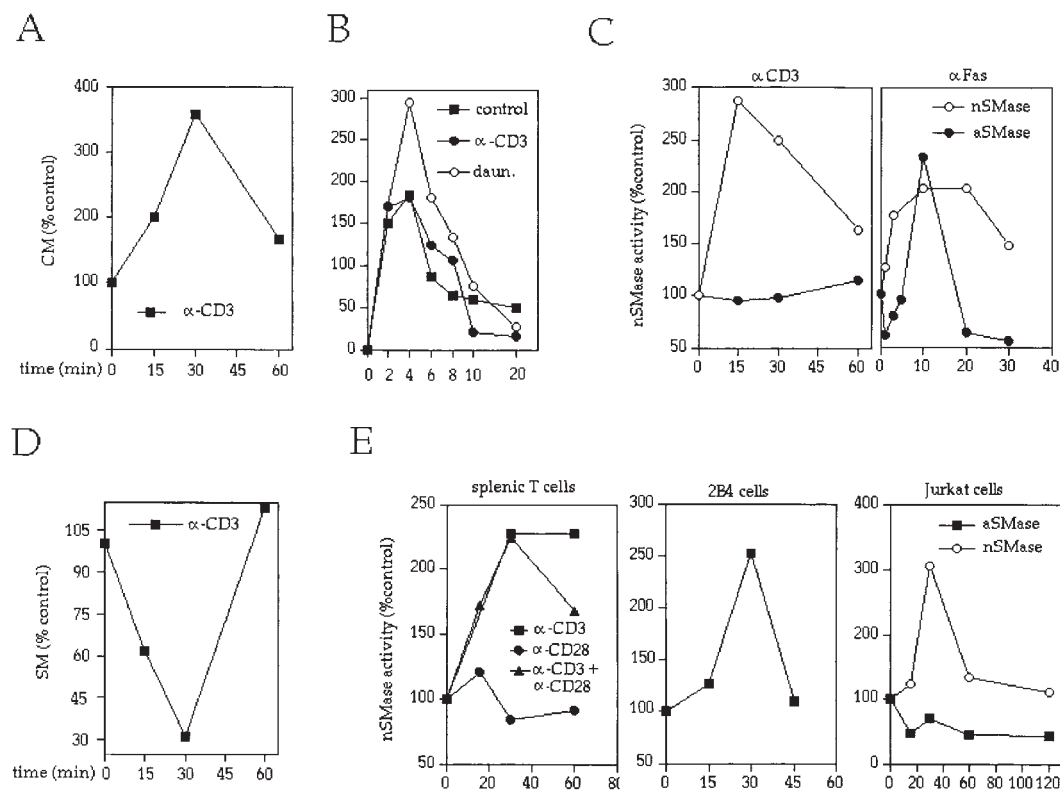 A
CM (% control)
400
300
200
100
0
α-CD3
time (min)
0 15 30 45 60
B
300
250
200
150
100
50
0
control
α-CD3
daun.
0 2 4 6 8 10 20
C
nSMase activity (%control)
αCD3
300
250
200
150
100
50
0 15 30 45 60
αFas
nSMase
aSMase
0 10 20 30 40
D
SM (% control)
105
90
75
60
45
30
α-CD3
time (min)
0 15 30 45 60
E
nSMase activity (%control)
splenic T cells
250
200
150
100
50
α-CD3
α-CD28
α-CD3 +
α-CD28
0 20 40 60
2B4 cells
300
250
200
150
100
50
0 15 30 45 60
Jurkat cells
400
300
200
100
0
aSMase
nSMase
0 20 40 60 80 100 120